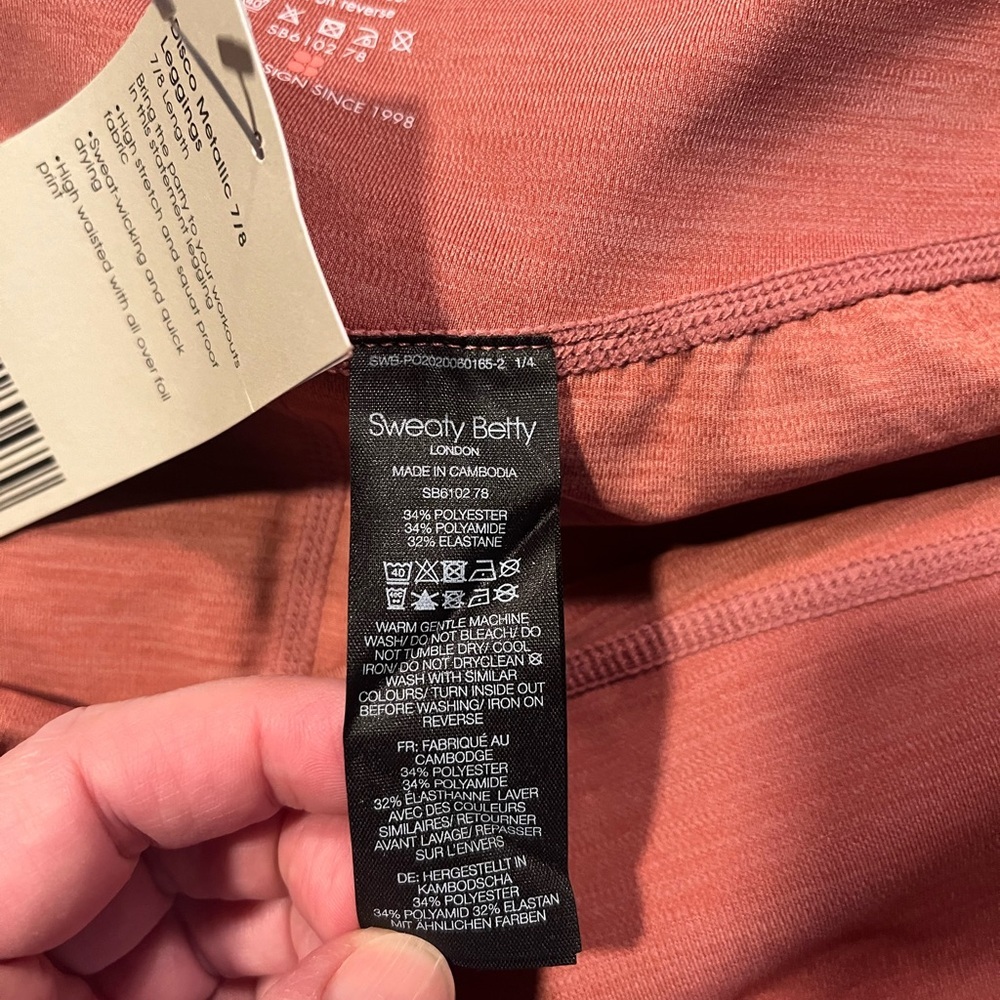 on reverse
SB6102 78
SIGN SINCE 1998
Disco Metallic 7/8
Leggings
7/8 Length
Bring the party to your workouts
in this statement legging
•High stretch and squat proof
fabric
•Sweat-wicking and quick
drying
•High waisted with all over foil
print
SWB-PO2020060165-2 1/4
Sweaty Betty
LONDON
MADE IN CAMBODIA
SB6102 78
34% POLYESTER
34% POLYAMIDE
32% ELASTANE
40
WARM GENTLE MACHINE
WASH/ DO NOT BLEACH/ DO
NOT TUMBLE DRY/ COOL
IRON/ DO NOT DRYCLEAN
WASH WITH SIMILAR
COLOURS/ TURN INSIDE OUT
BEFORE WASHING/ IRON ON
REVERSE
FR: FABRIQUÉ AU
CAMBODGE
34% POLYESTER
34% POLYAMIDE
32% ÉLASTHANNE LAVER
AVEC DES COULEURS
SIMILAIRES/ RETOURNER
AVANT LAVAGE/ REPASSER
SUR L'ENVERS
DE: HERGESTELLT IN
KAMBODSCHA
34% POLYESTER
34% POLYAMID 32% ELASTAN
MIT ÄHNLICHEN FARBEN